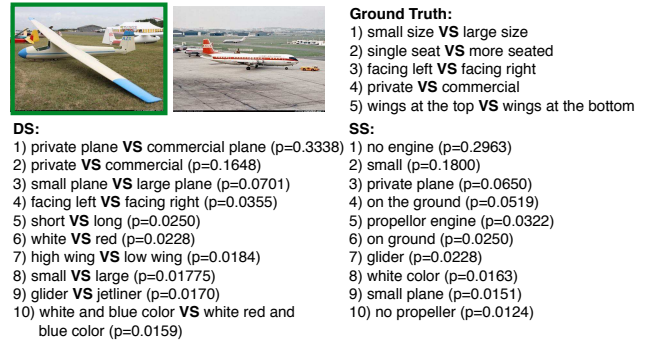 Ground Truth:
1) small size VS large size
2) single seat VS more seated
3) facing left VS facing right
4) private VS commercial
5) wings at the top VS wings at the bottom
DS:
1) private plane VS commercial plane (p=0.3338)
2) private VS commercial (p=0.1648)
3) small plane VS large plane (p=0.0701)
4) facing left VS facing right (p=0.0355)
5) short VS long (p=0.0250)
6) white VS red (p=0.0228)
7) high wing VS low wing (p=0.0184)
8) small VS large (p=0.01775)
9) glider VS jetliner (p=0.0170)
10) white and blue color VS white red and
blue color (p=0.0159)
SS:
1) no engine (p=0.2963)
2) small (p=0.1800)
3) private plane (p=0.0650)
4) on the ground (p=0.0519)
5) propellor engine (p=0.0322)
6) on ground (p=0.0250)
7) glider (p=0.0228)
8) white color (p=0.0163)
9) small plane (p=0.0151)
10) no propeller (p=0.0124)